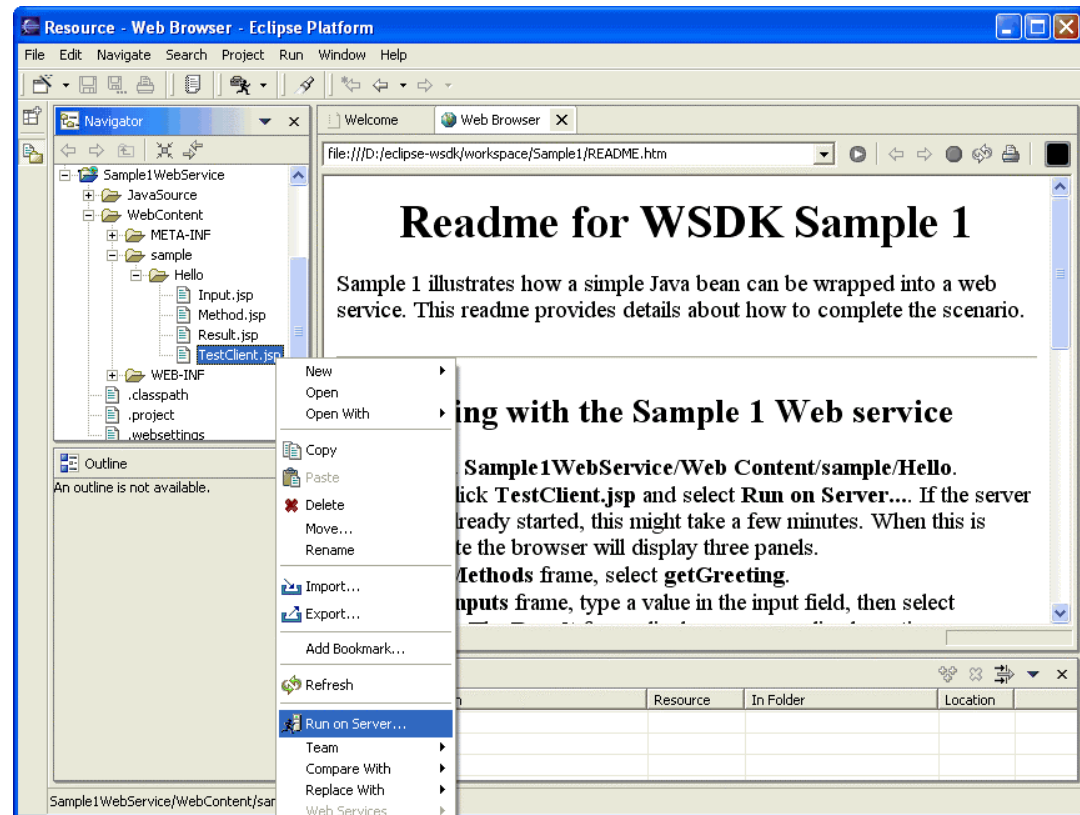 Resource - Web Browser - Eclipse Platform
File Edit Navigate Search Project Run Window Help
Navigator
Welcome
Web Browser
file:///D:/eclipse-wsdk/workspace/Sample1/README.htm
Sample1WebService
JavaSource
WebContent
META-INF
sample
Hello
Input.jsp
Method.jsp
Result.jsp
TestClient.jsp
WEB-INF
.classpath
.project
.websettings
Outline
An outline is not available.
Readme for WSDK Sample 1
Sample 1 illustrates how a simple Java bean can be wrapped into a web
service. This readme provides details about how to complete the scenario.
ing with the Sample 1 Web service
Sample1WebService/Web Content/sample/Hello.
lick TestClient.jsp and select Run on Server.... If the server
lready started, this might take a few minutes. When this is
te the browser will display three panels.
Methods frame, select getGreeting.
nputs frame, type a value in the input field, then select
New
Open
Open With
Copy
Paste
Delete
Move...
Rename
Import...
Export...
Add Bookmark...
Refresh
Run on Server...
Team
Compare With
Replace With
Web Services
n Resource In Folder Location
Sample1WebService/WebContent/sar